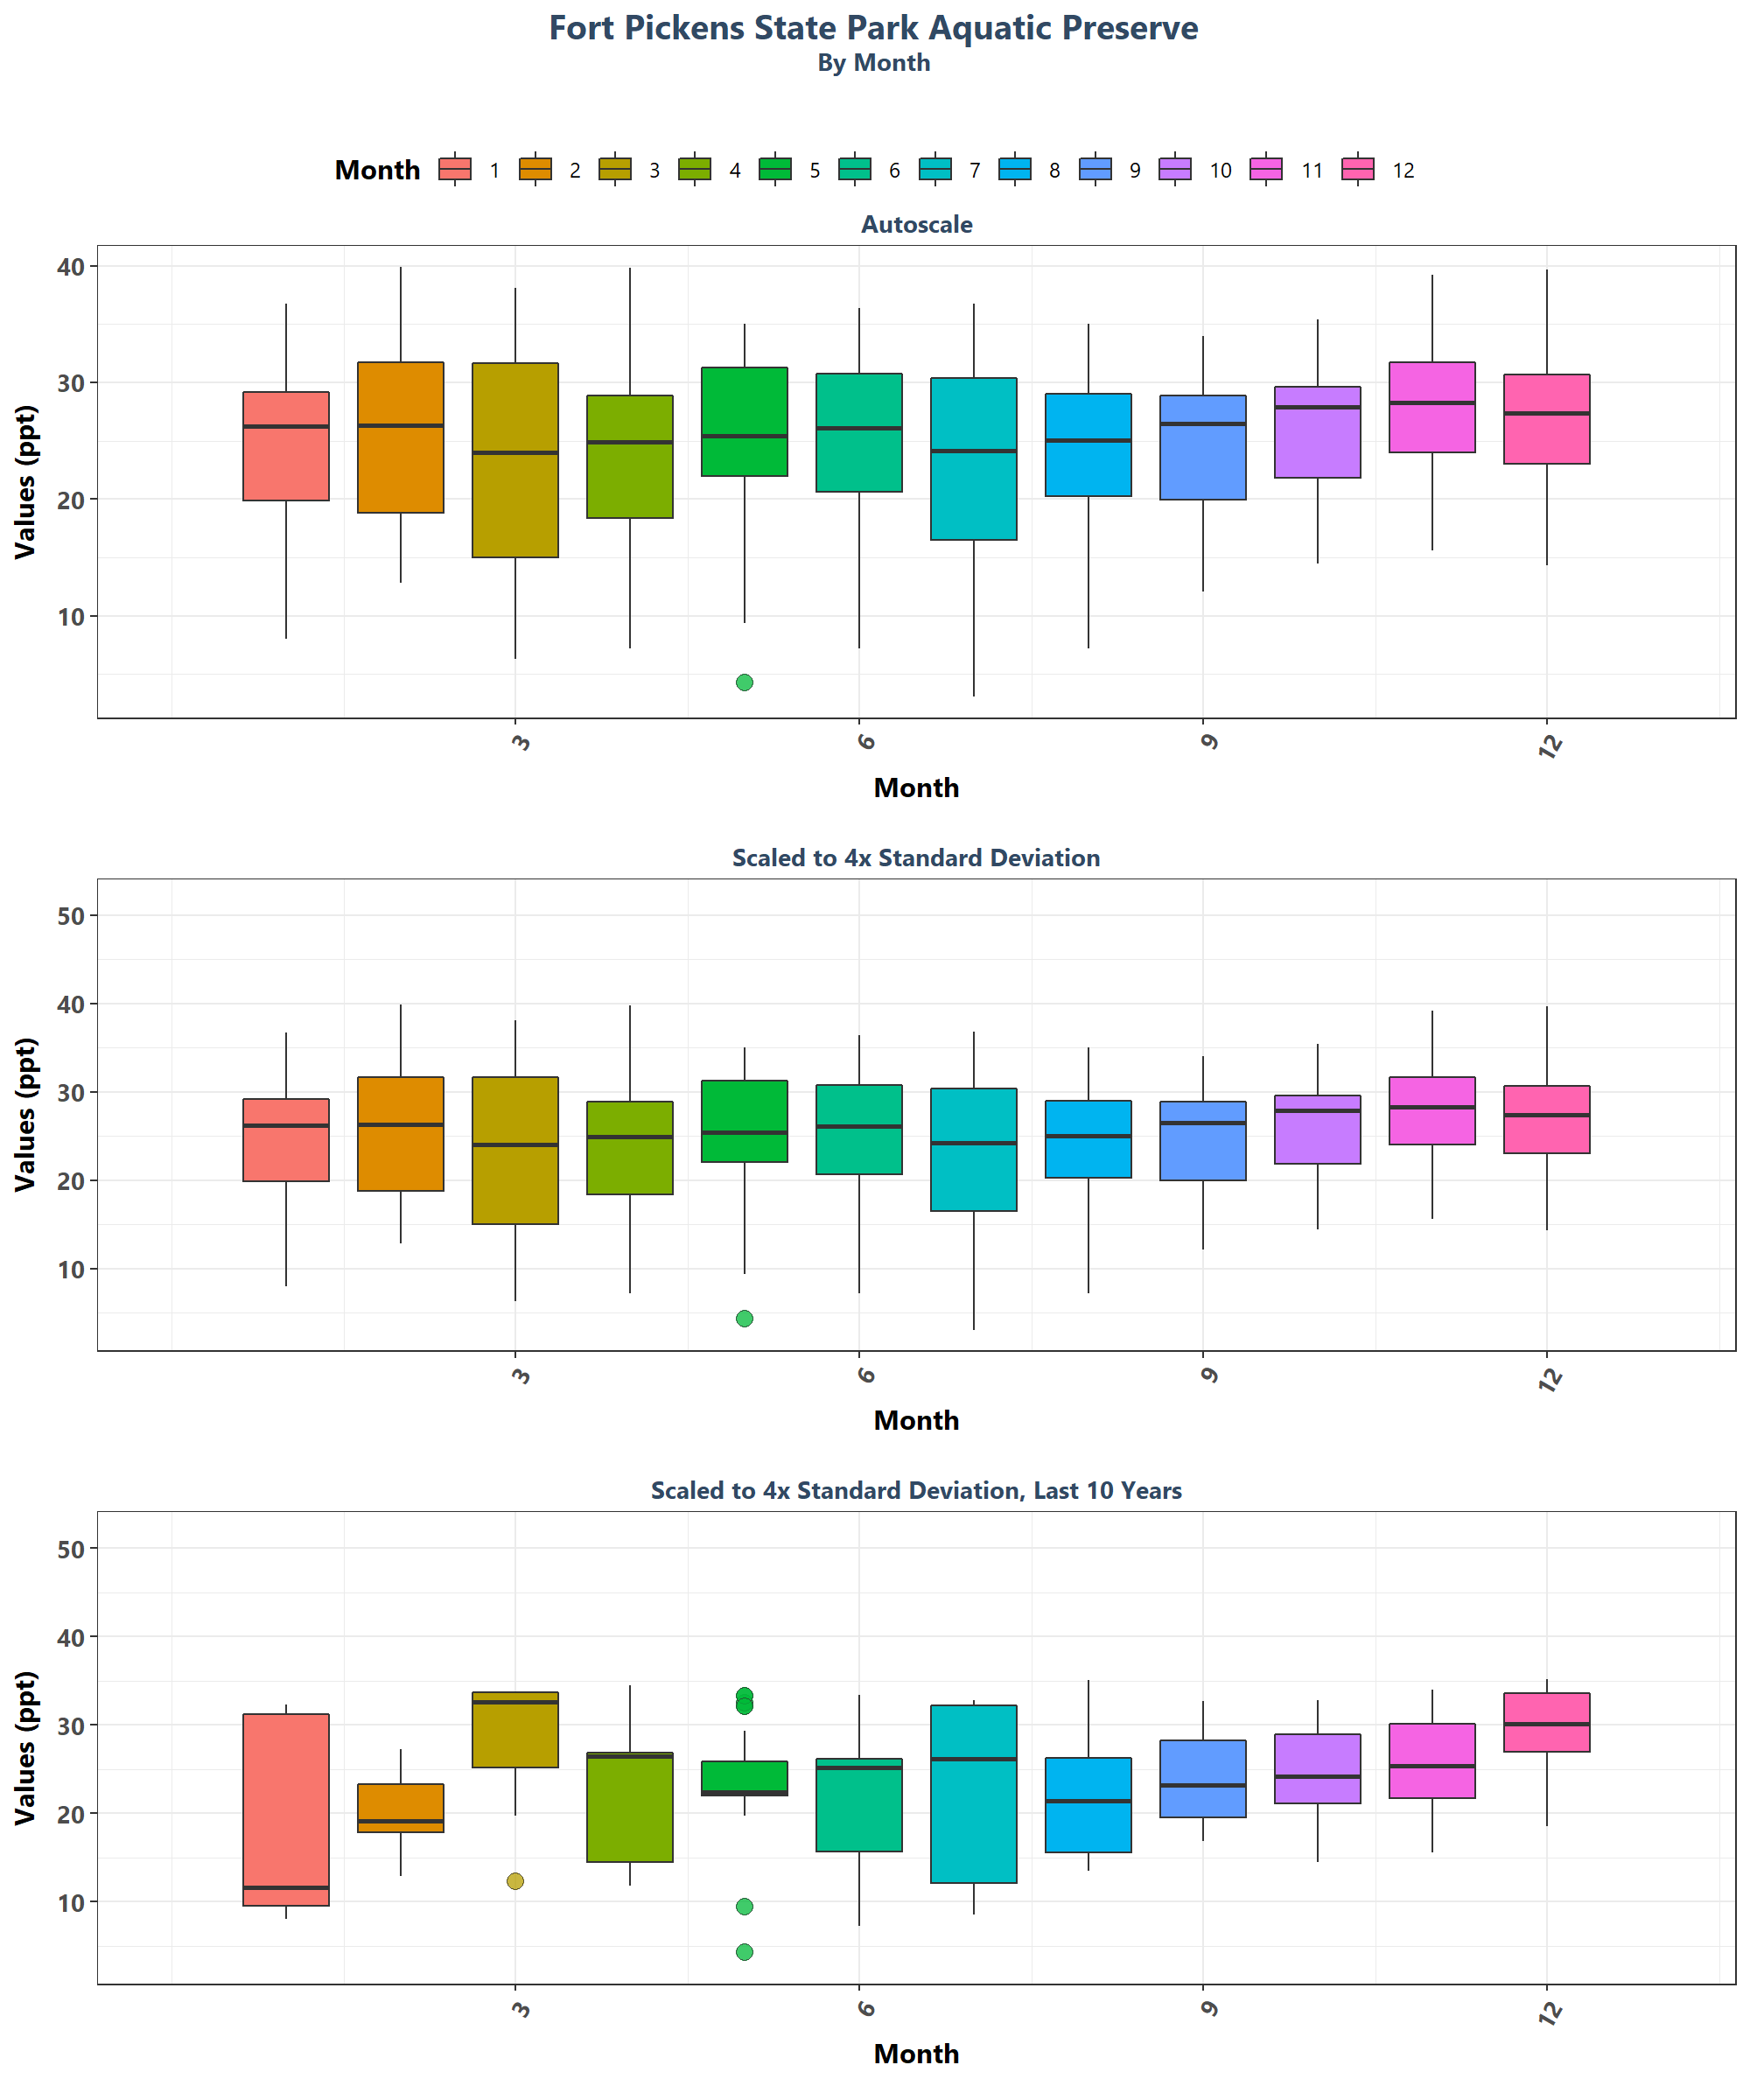 Fort Pickens State Park Aquatic Preserve
By Month
Month 1 2 3 4 5 6 7 8 9 10 11 12
Autoscale
Values (ppt)
40
30
20
10
3 6 9 12
Month
Scaled to 4x Standard Deviation
Values (ppt)
50
40
30
20
10
3 6 9 12
Month
Scaled to 4x Standard Deviation, Last 10 Years
Values (ppt)
50
40
30
20
10
3 6 9 12
Month